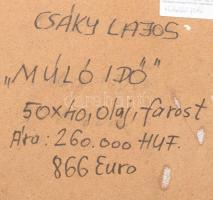 CSÁKY LAJOS
„MÚLÓ IDŐ”
50x40, olaj, farost
Ára: 260.000 HUF.
866 Euro